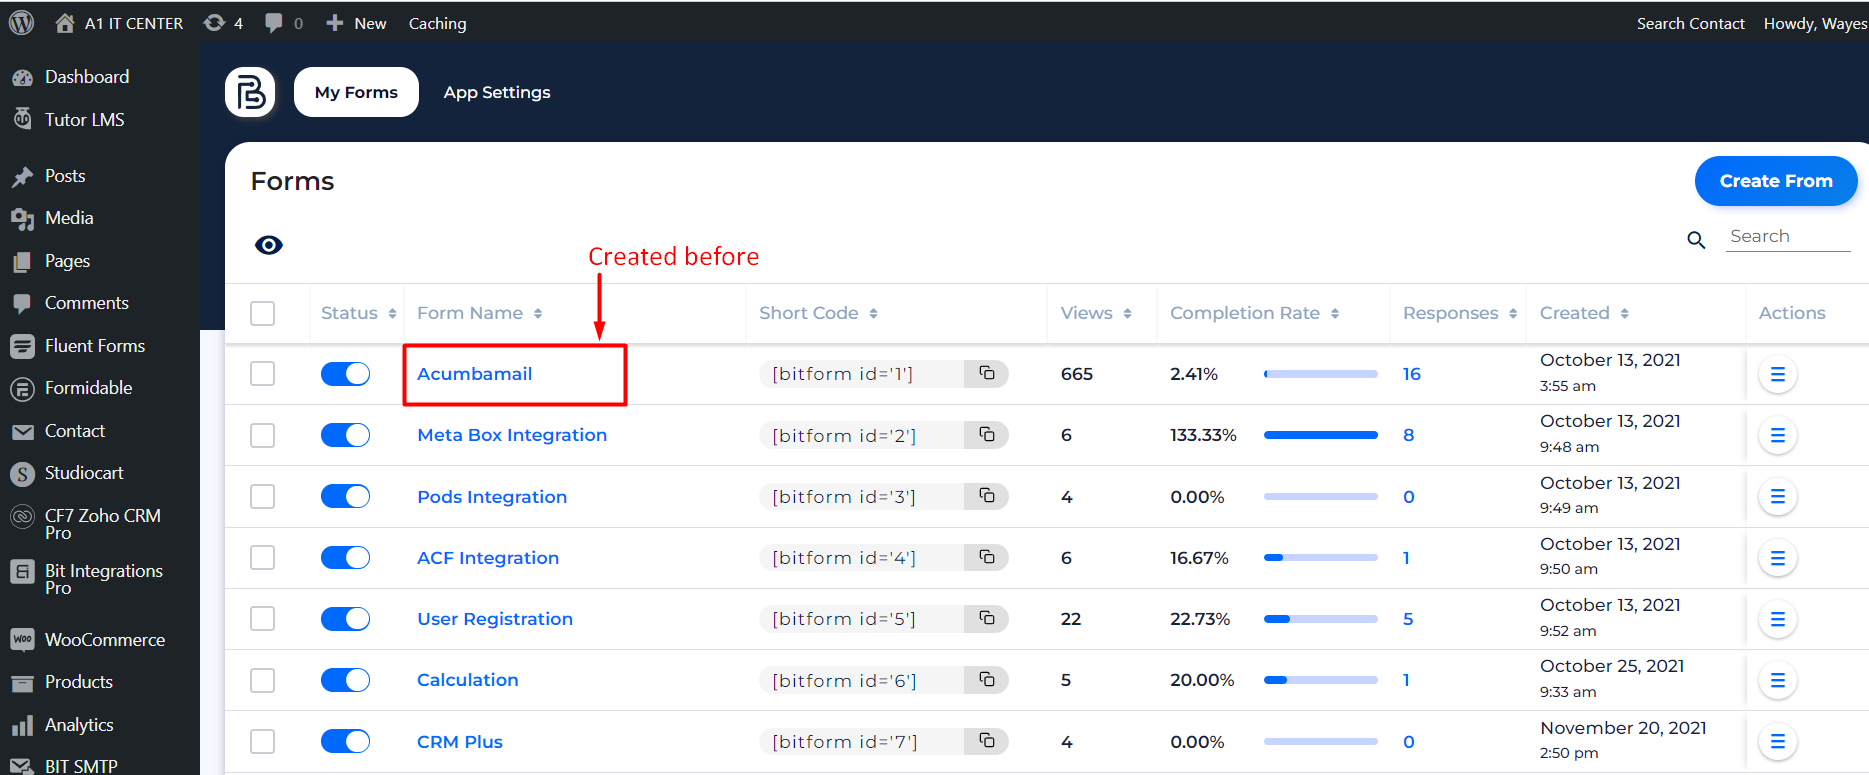 A1 IT CENTER 4 0 New Caching Search Contact Howdy, Wayes
Dashboard
Tutor LMS
Posts
Media
Pages
Comments
Fluent Forms
Formidable
Contact
Studiocart
CF7 Zoho CRM
Pro
Bit Integrations
Pro
WooCommerce
Products
Analytics
BIT SMTP
My Forms App Settings
Forms
Create From
Search
Created before
Status Form Name Short Code Views Completion Rate Responses Created Actions
Acumbamail [bitform id='1'] 665 2.41% 16 October 13, 2021
3:55 am
Meta Box Integration [bitform id='2'] 6 133.33% 8 October 13, 2021
9:48 am
Pods Integration [bitform id='3'] 4 0.00% 0 October 13, 2021
9:49 am
ACF Integration [bitform id='4'] 6 16.67% 1 October 13, 2021
9:50 am
User Registration [bitform id='5'] 22 22.73% 5 October 13, 2021
9:52 am
Calculation [bitform id='6'] 5 20.00% 1 October 25, 2021
9:33 am
CRM Plus [bitform id='7'] 4 0.00% 0 November 20, 2021
2:50 pm